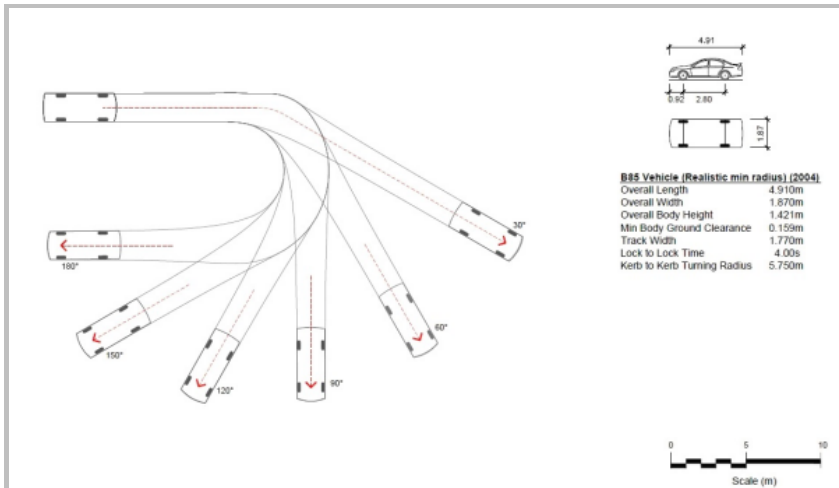 4.91
0.92 2.80
1.87
B85 Vehicle (Realistic min radius) (2004)
Overall Length 4.910m
Overall Width 1.870m
Overall Body Height 1.421m
Min Body Ground Clearance 0.159m
Track Width 1.770m
Lock to Lock Time 4.00s
Kerb to Kerb Turning Radius 5.750m
30°
180°
60°
150°
90°
120°
0 5 10
Scale (m)